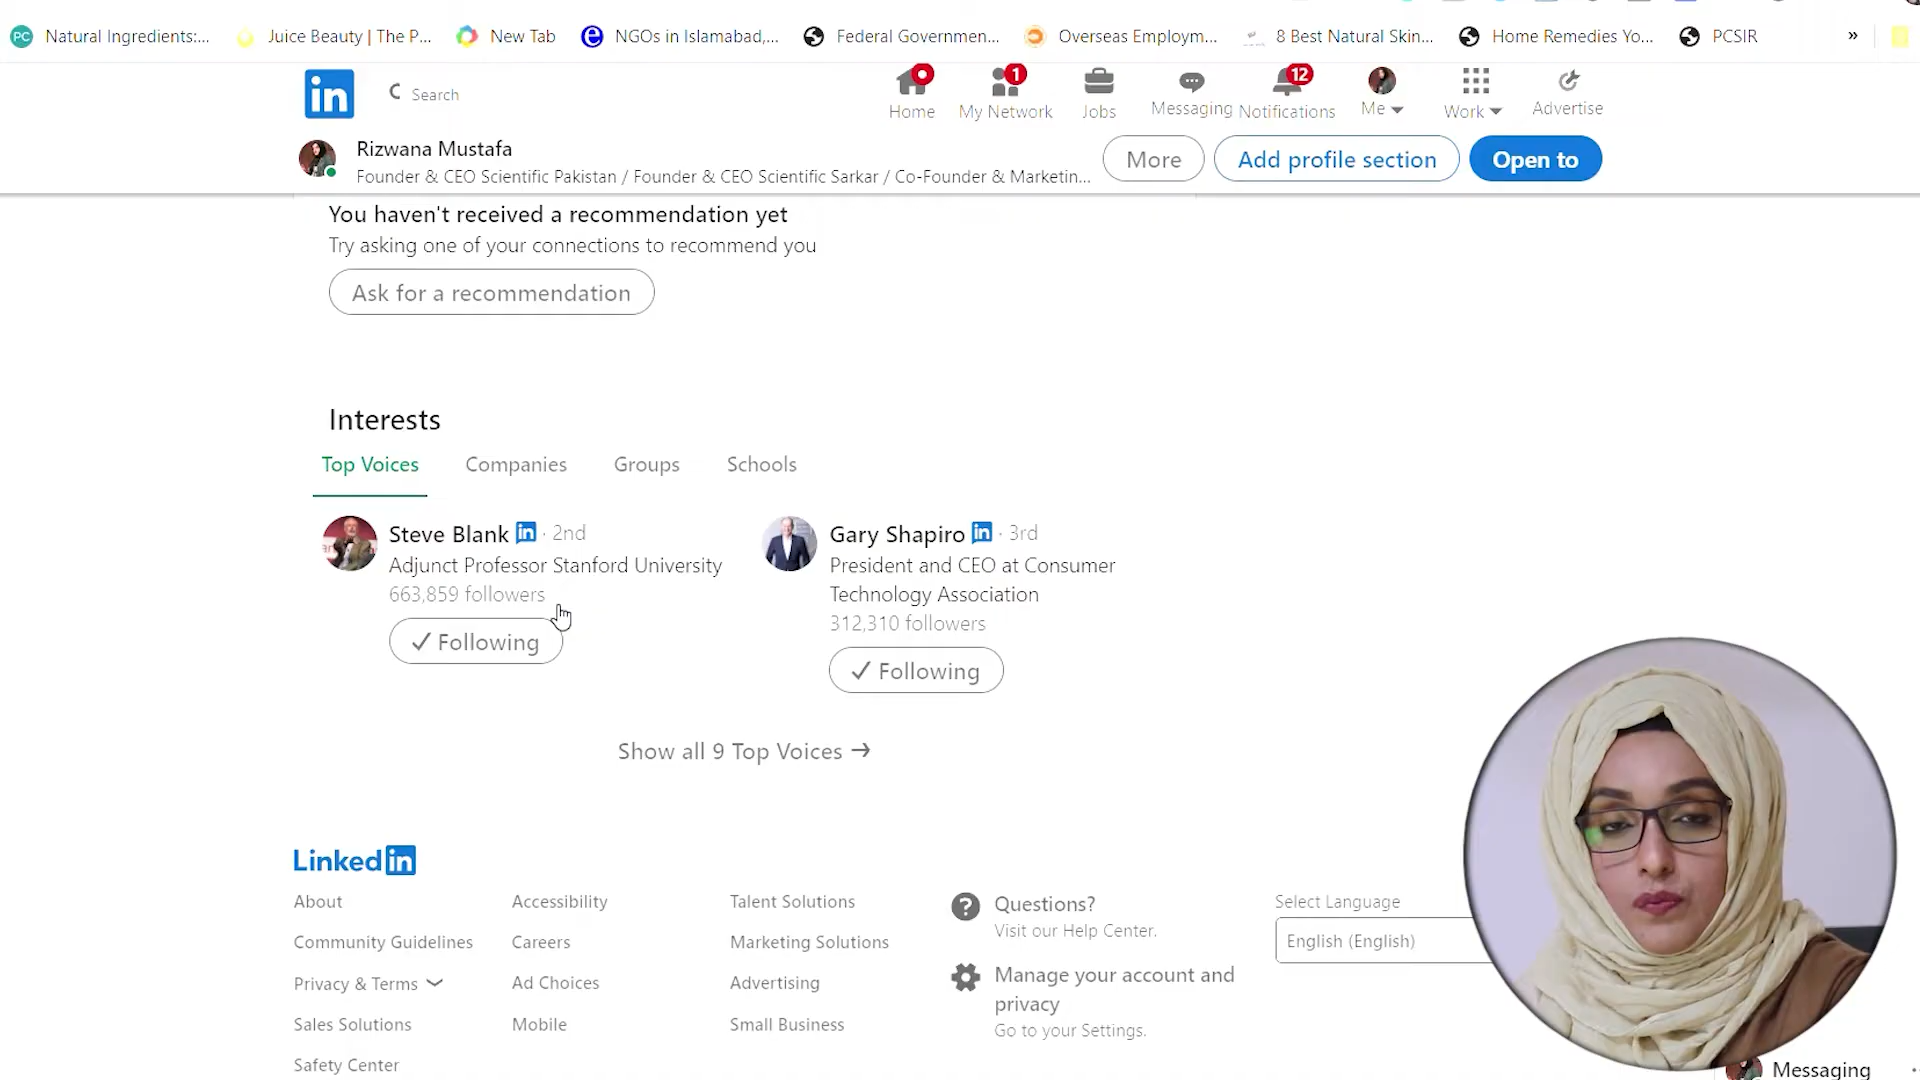 PC Natural Ingredients:... Juice Beauty | The P... New Tab NGOs in Islamabad,... Federal Governmen... Overseas Employm... 8 Best Natural Skin... Home Remedies Yo... PCSIR »
in Search
1 12
Home My Network Jobs Messaging Notifications Me Work Advertise
Rizwana Mustafa
Founder & CEO Scientific Pakistan / Founder & CEO Scientific Sarkar / Co-Founder & Marketin...
More Add profile section Open to
You haven't received a recommendation yet
Try asking one of your connections to recommend you
Ask for a recommendation
Interests
Top Voices Companies Groups Schools
Steve Blank in · 2nd
Adjunct Professor Stanford University
663,859 followers
✓ Following
Gary Shapiro in · 3rd
President and CEO at Consumer
Technology Association
312,310 followers
✓ Following
Show all 9 Top Voices →
Linked in
About
Community Guidelines
Privacy & Terms
Sales Solutions
Safety Center
Accessibility
Careers
Ad Choices
Mobile
Talent Solutions
Marketing Solutions
Advertising
Small Business
Questions?
Visit our Help Center.
Manage your account and
privacy
Go to your Settings.
Select Language
English (English)
Messaging